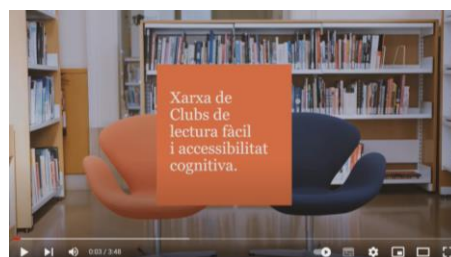 Xarxa de
Clubs de
lectura fàcil
i accessibilitat
cognitiva.
0:03 / 3:48